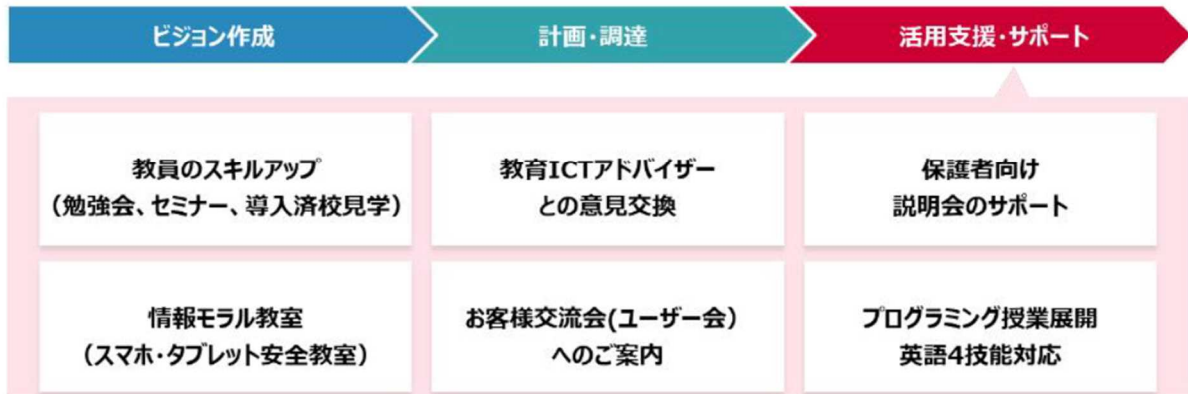 ビジョン作成
計画・調達
活用支援・サポート
教員のスキルアップ
（勉強会、セミナー、導入済校見学）
教育ICTアドバイザー
との意見交換
保護者向け
説明会のサポート
情報モラル教室
（スマホ・タブレット安全教室）
お客様交流会(ユーザー会）
へのご案内
プログラミング授業展開
英語4技能対応